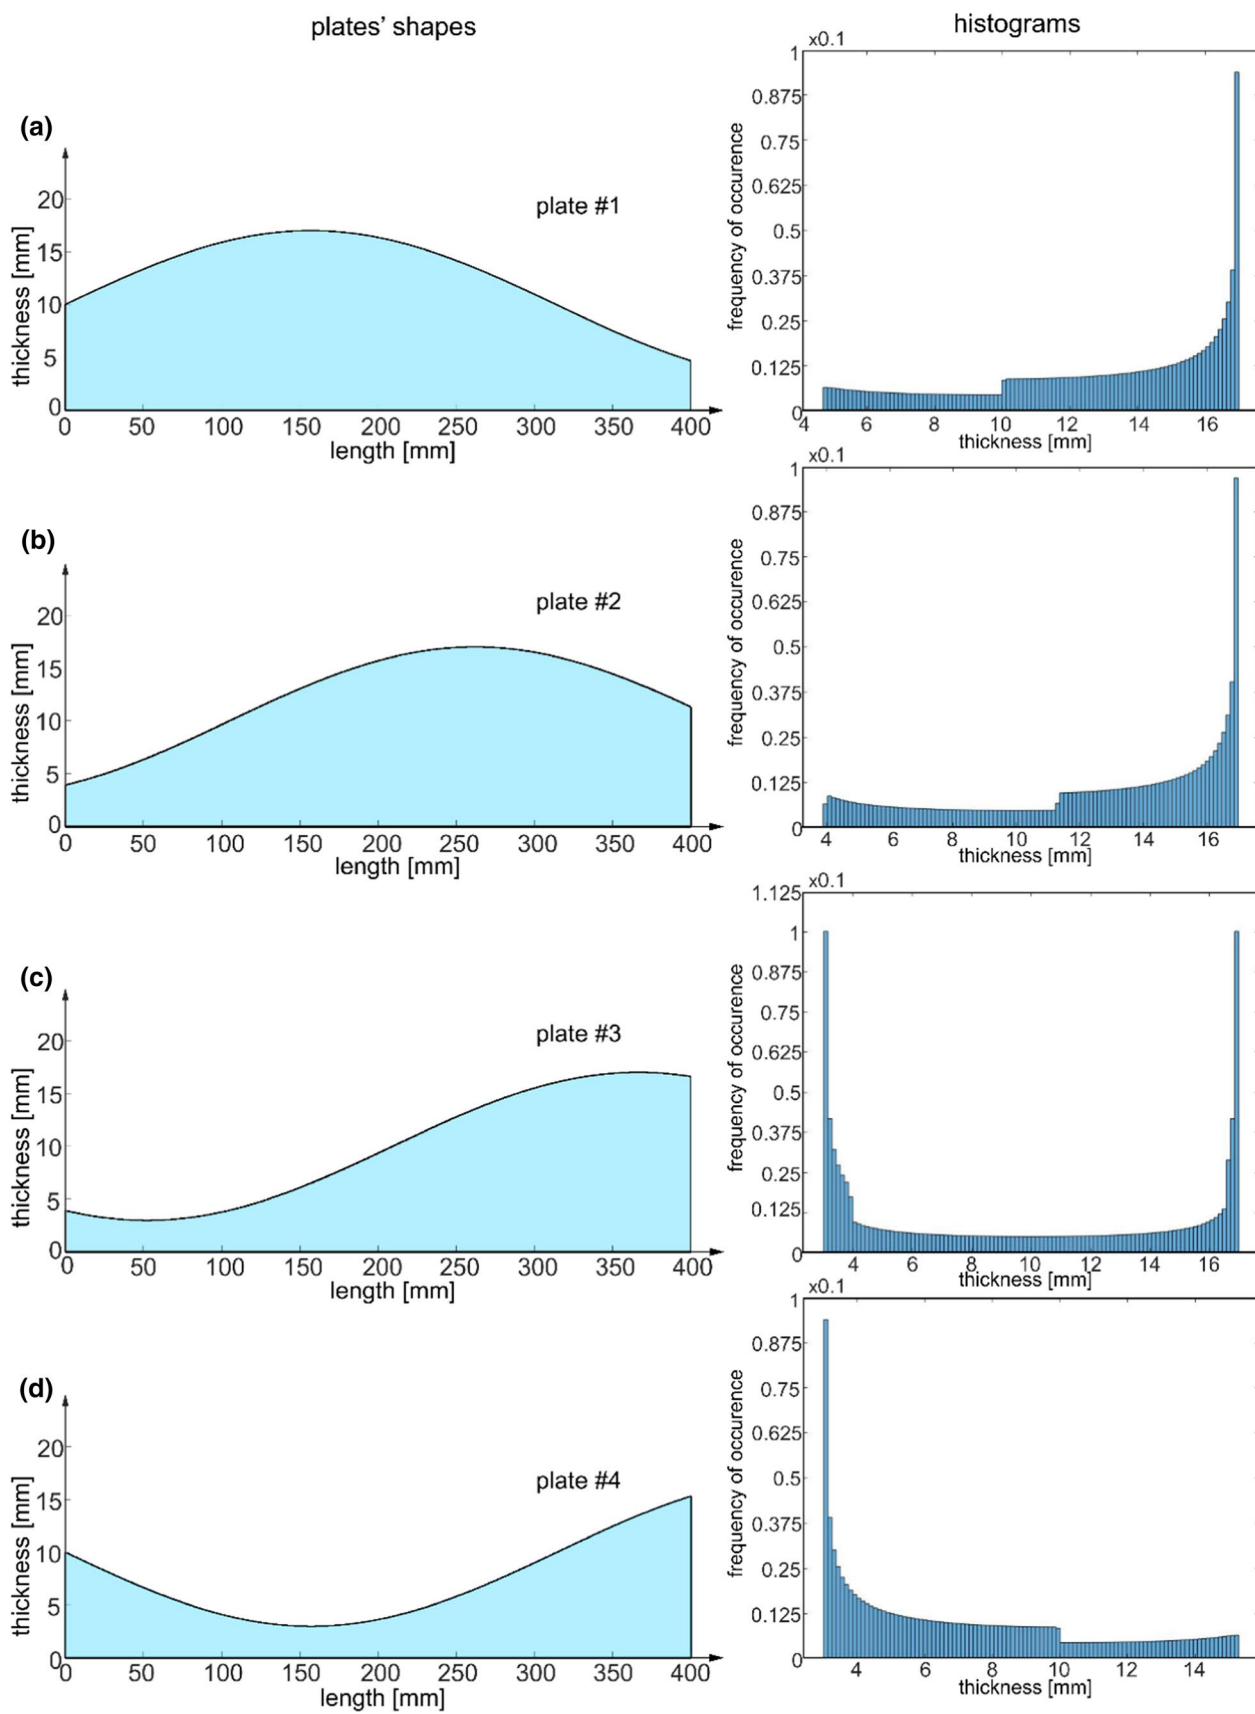 plates' shapes
histograms
(a)
plate #1
thickness [mm]
20
15
10
5
0
0 50 100 150 200 250 300 350 400
length [mm]
x0.1
frequency of occurence
1
0.875
0.75
0.625
0.5
0.375
0.25
0.125
0
4 6 8 10 12 14 16
thickness [mm]
(b)
plate #2
thickness [mm]
20
15
10
5
0
0 50 100 150 200 250 300 350 400
length [mm]
x0.1
frequency of occurence
1
0.875
0.75
0.625
0.5
0.375
0.25
0.125
0
4 6 8 10 12 14 16
thickness [mm]
(c)
plate #3
thickness [mm]
20
15
10
5
0
0 50 100 150 200 250 300 350 400
length [mm]
x0.1
frequency of occurence
1.125
1
0.875
0.75
0.625
0.5
0.375
0.25
0.125
0
4 6 8 10 12 14 16
thickness [mm]
(d)
plate #4
thickness [mm]
20
15
10
5
0
0 50 100 150 200 250 300 350 400
length [mm]
x0.1
frequency of occurence
1
0.875
0.75
0.625
0.5
0.375
0.25
0.125
0
4 6 8 10 12 14
thickness [mm]